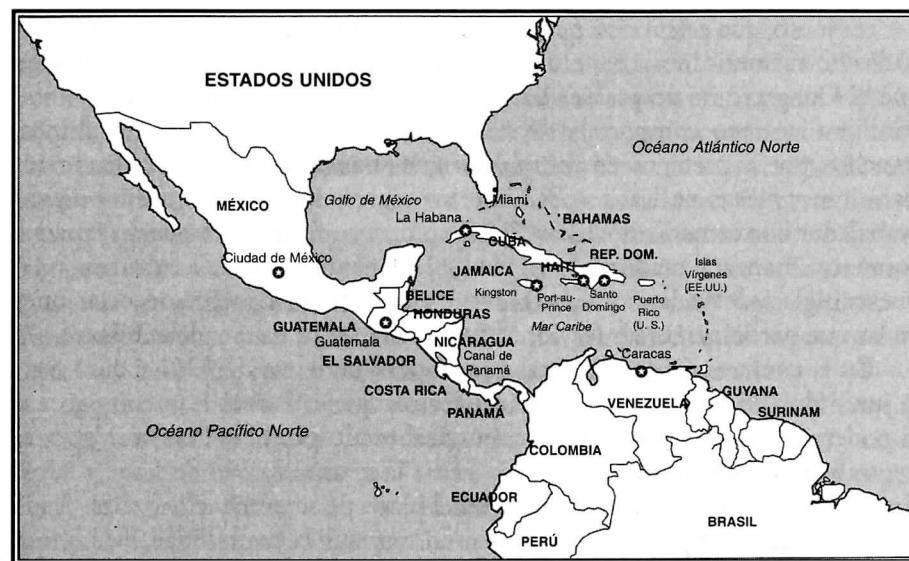 ESTADOS UNIDOS
Océano Atlántico Norte
MÉXICO
Golfo de México
Miami
La Habana
BAHAMAS
CUBA
REP. DOM.
Ciudad de México
JAMAICA
HAITÍ
Islas
Vírgenes
(EE.UU.)
BELICE
Kingston
Port-au-
Prince
Santo
Domingo
Puerto
Rico
(U. S.)
HONDURAS
GUATEMALA
Mar Caribe
Guatemala
NICARAGUA
EL SALVADOR
Canal de
Panamá
Caracas
COSTA RICA
GUYANA
VENEZUELA
PANAMÁ
SURINAM
Océano Pacífico Norte
COLOMBIA
ECUADOR
BRASIL
PERÚ